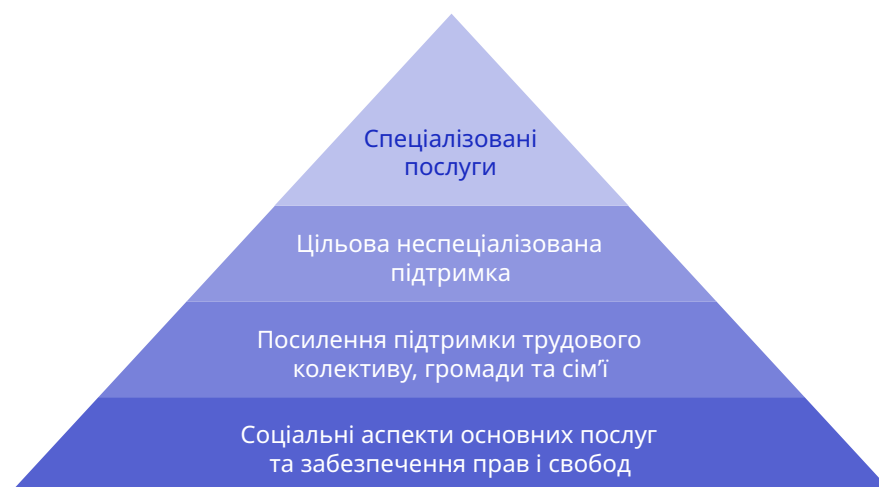 Спеціалізовані
послуги
Цільова неспеціалізована
підтримка
Посилення підтримки трудового
колективу, громади та сім’ї
Соціальні аспекти основних послуг
та забезпечення прав і свобод